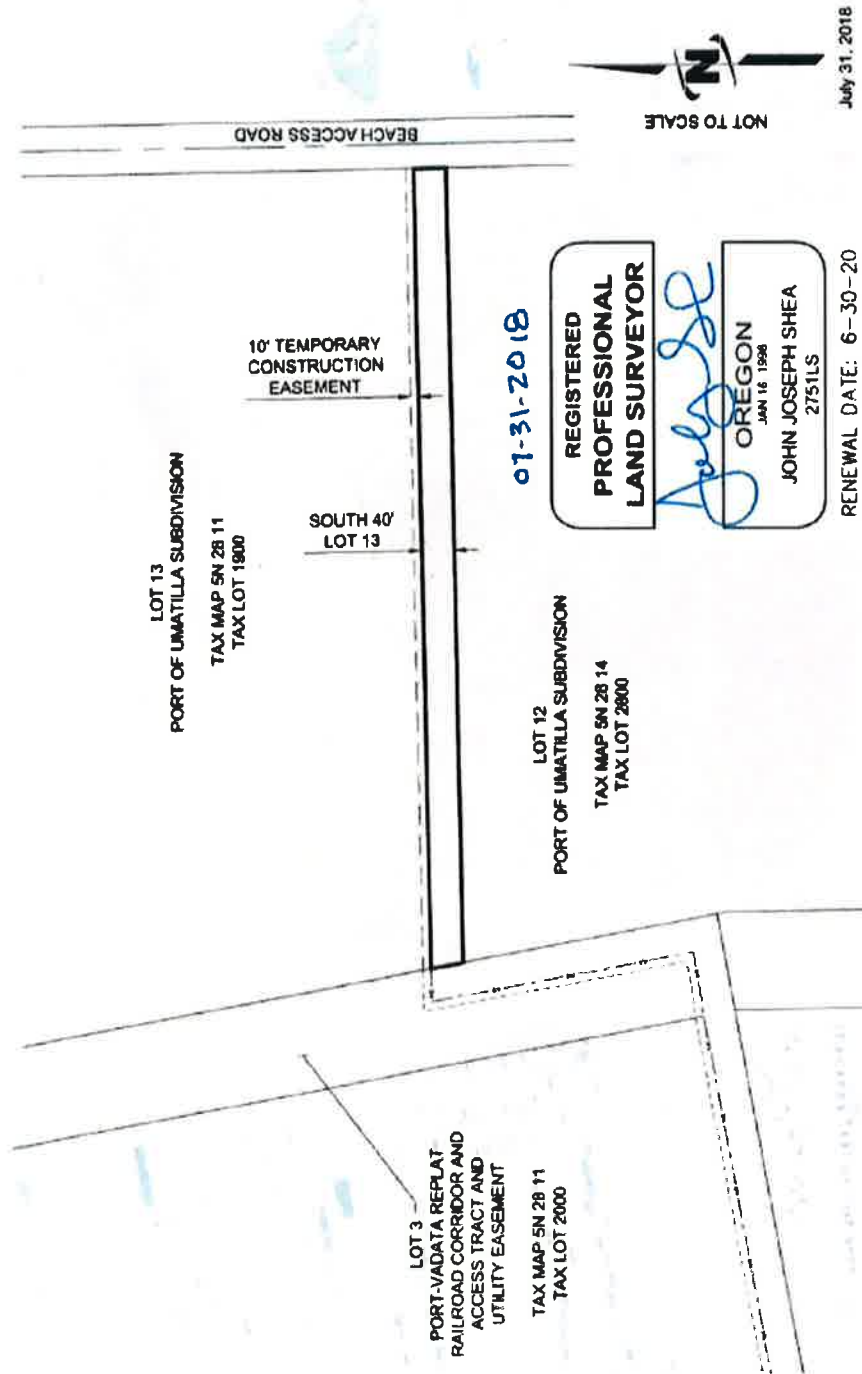 LOT 13
PORT OF UMATILLA SUBDIVISION
TAX MAP 5N 28 11
TAX LOT 1900
10' TEMPORARY
CONSTRUCTION
EASEMENT
BEACH ACCESS ROAD
SOUTH 40'
LOT 13
LOT 3
PORT-VADATA REPLAT
RAILROAD CORRIDOR AND
ACCESS TRACT AND
UTILITY EASEMENT
TAX MAP 5N 28 11
TAX LOT 2000
LOT 12
PORT OF UMATILLA SUBDIVISION
TAX MAP 5N 28 14
TAX LOT 2800
07-31-2018
REGISTERED
PROFESSIONAL
LAND SURVEYOR
OREGON
JAN 16 1998
JOHN JOSEPH SHEA
2751LS
RENEWAL DATE: 6-30-20
N
NOT TO SCALE
July 31, 2018